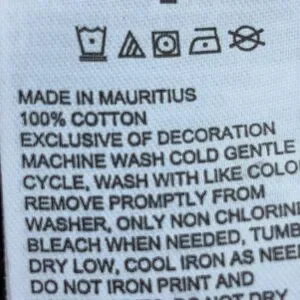 MADE IN MAURITIUS
100% COTTON
EXCLUSIVE OF DECORATION
MACHINE WASH COLD GENTLE
CYCLE, WASH WITH LIKE COLO
REMOVE PROMPTLY FROM
WASHER, ONLY NON CHLORIN
BLEACH WHEN NEEDED, TUMB
DRY LOW, COOL IRON AS NEE
DO NOT IRON PRINT AND